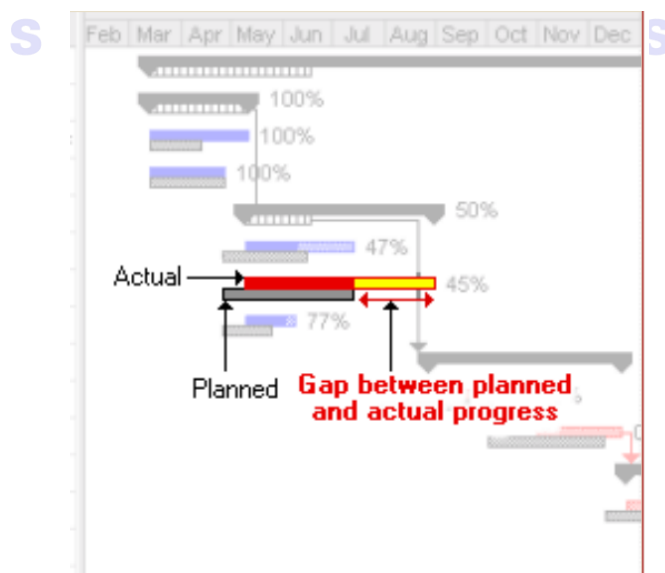 s
s
Feb Mar Apr May Jun Jul Aug Sep Oct Nov Dec
100%
100%
100%
50%
47%
Actual
45%
77%
Planned
Gap between planned
and actual progress